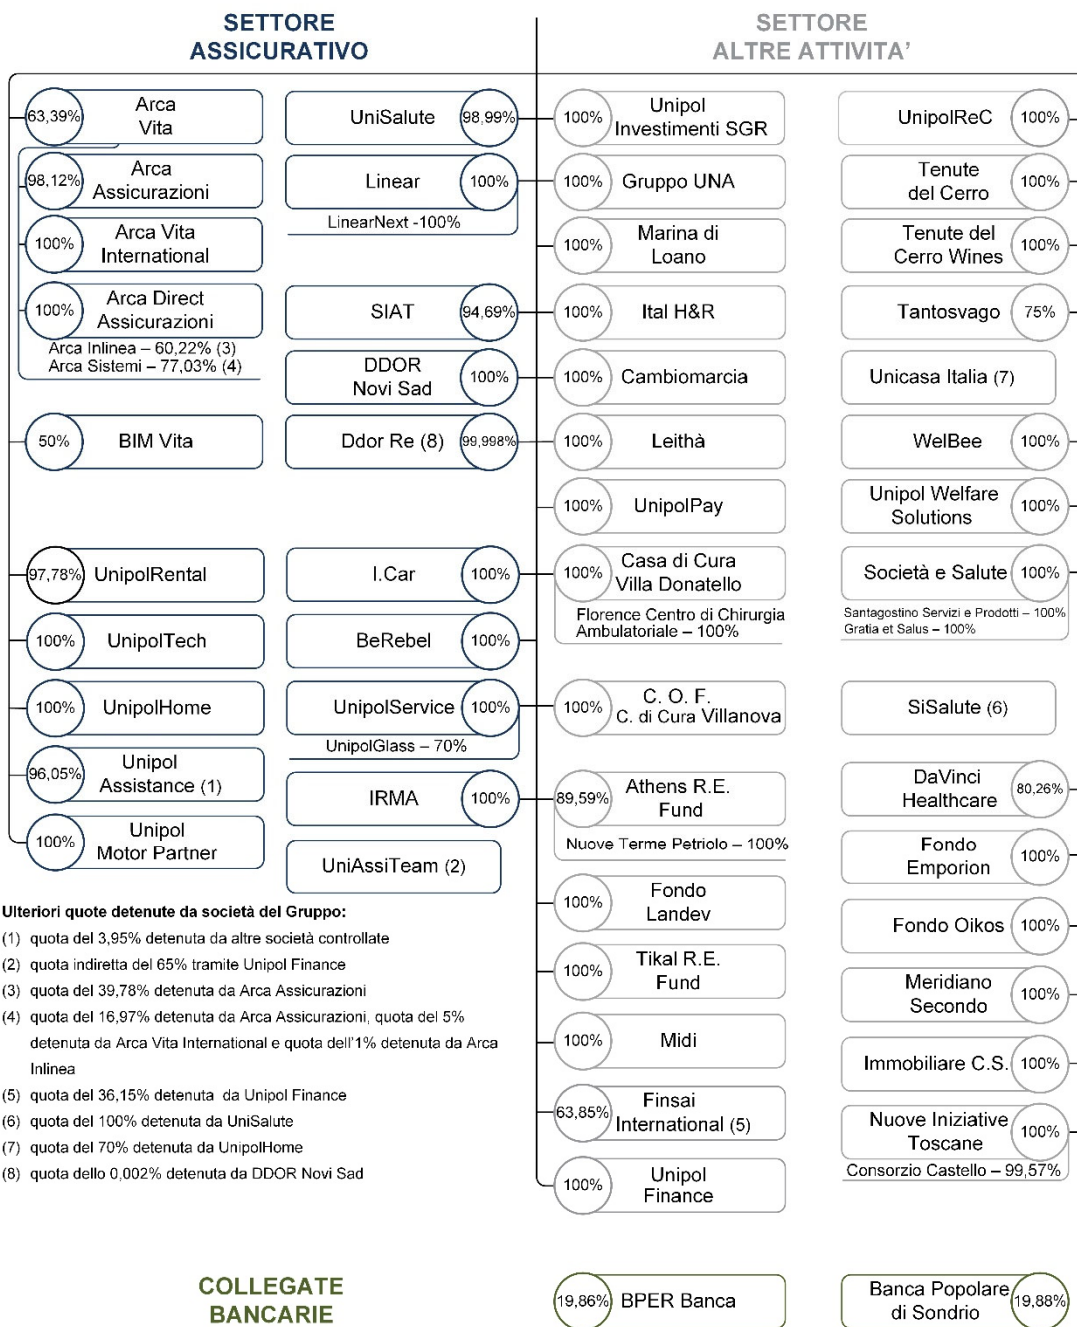 SETTORE
ASSICURATIVO
63,39%
Arca
Vita
98,12%
Arca
Assicurazioni
100%
Arca Vita
International
100%
Arca Direct
Assicurazioni
Arca Inlinea – 60,22% (3)
Arca Sistemi – 77,03% (4)
50%
BIM Vita
97,78%
UnipolRental
100%
UnipolTech
100%
UnipolHome
96,05%
Unipol
Assistance (1)
100%
Unipol
Motor Partner
UniSalute
98,99%
Linear
100%
LinearNext -100%
SIAT
94,69%
DDOR
Novi Sad
100%
Ddor Re (8)
99,998%
I.Car
100%
BeRebel
100%
UnipolService
100%
UnipolGlass – 70%
IRMA
100%
UniAssiTeam (2)
Ulteriori quote detenute da società del Gruppo:
(1) quota del 3,95% detenuta da altre società controllate
(2) quota indiretta del 65% tramite Unipol Finance
(3) quota del 39,78% detenuta da Arca Assicurazioni
(4) quota del 16,97% detenuta da Arca Assicurazioni, quota del 5%
detenuta da Arca Vita International e quota dell'1% detenuta da Arca
Inlinea
(5) quota del 36,15% detenuta da Unipol Finance
(6) quota del 100% detenuta da UniSalute
(7) quota del 70% detenuta da UnipolHome
(8) quota dello 0,002% detenuta da DDOR Novi Sad
SETTORE
ALTRE ATTIVITA'
100%
Unipol
Investimenti SGR
100%
Gruppo UNA
100%
Marina di
Loano
100%
Ital H&R
100%
Cambiomarcia
100%
Leithà
100%
UnipolPay
100%
Casa di Cura
Villa Donatello
Florence Centro di Chirurgia
Ambulatoriale – 100%
100%
C. O. F.
C. di Cura Villanova
89,59%
Athens R.E.
Fund
Nuove Terme Petriolo – 100%
100%
Fondo
Landev
100%
Tikal R.E.
Fund
100%
Midi
63,85%
Finsai
International (5)
100%
Unipol
Finance
UnipolReC
100%
Tenute
del Cerro
100%
Tenute del
Cerro Wines
100%
Tantosvago
75%
Unicasa Italia (7)
WelBee
100%
Unipol Welfare
Solutions
100%
Società e Salute
100%
Santagostino Servizi e Prodotti – 100%
Gratia et Salus – 100%
SiSalute (6)
DaVinci
Healthcare
80,26%
Fondo
Emporion
100%
Fondo Oikos
100%
Meridiano
Secondo
100%
Immobiliare C.S.
100%
Nuove Iniziative
Toscane
100%
Consorzio Castello – 99,57%
COLLEGATE
BANCARIE
19,86%
BPER Banca
Banca Popolare
di Sondrio
19,88%